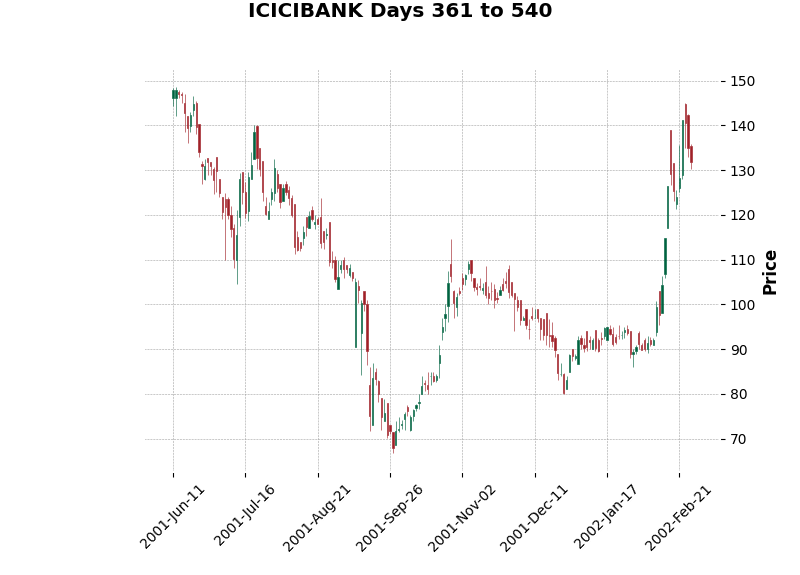 ICICIBANK Days 361 to 540
150
140
130
120
110
100
90
80
70
Price
2001-Jun-11
2001-Jul-16
2001-Aug-21
2001-Sep-26
2001-Nov-02
2001-Dec-11
2002-Jan-17
2002-Feb-21